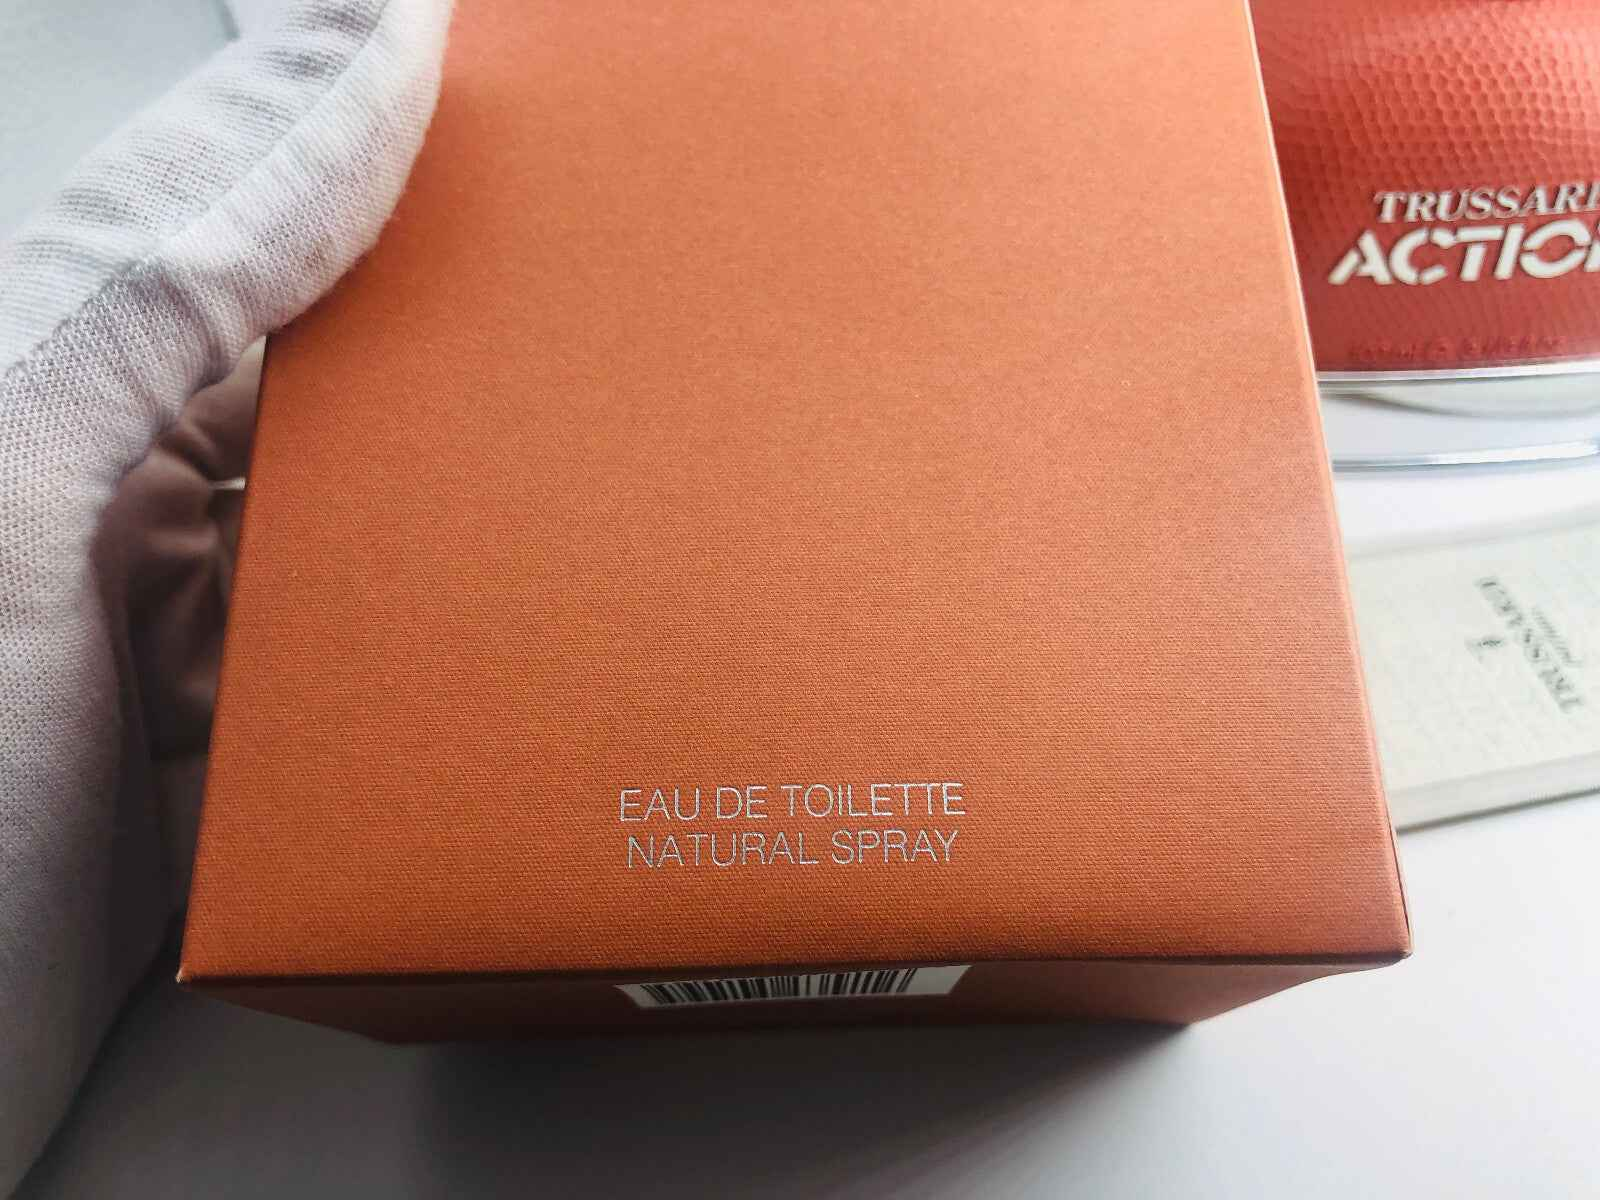 TRUSSARDI
ACTION
EAU DE TOILETTE
NATURAL SPRAY
TRUSSARDI